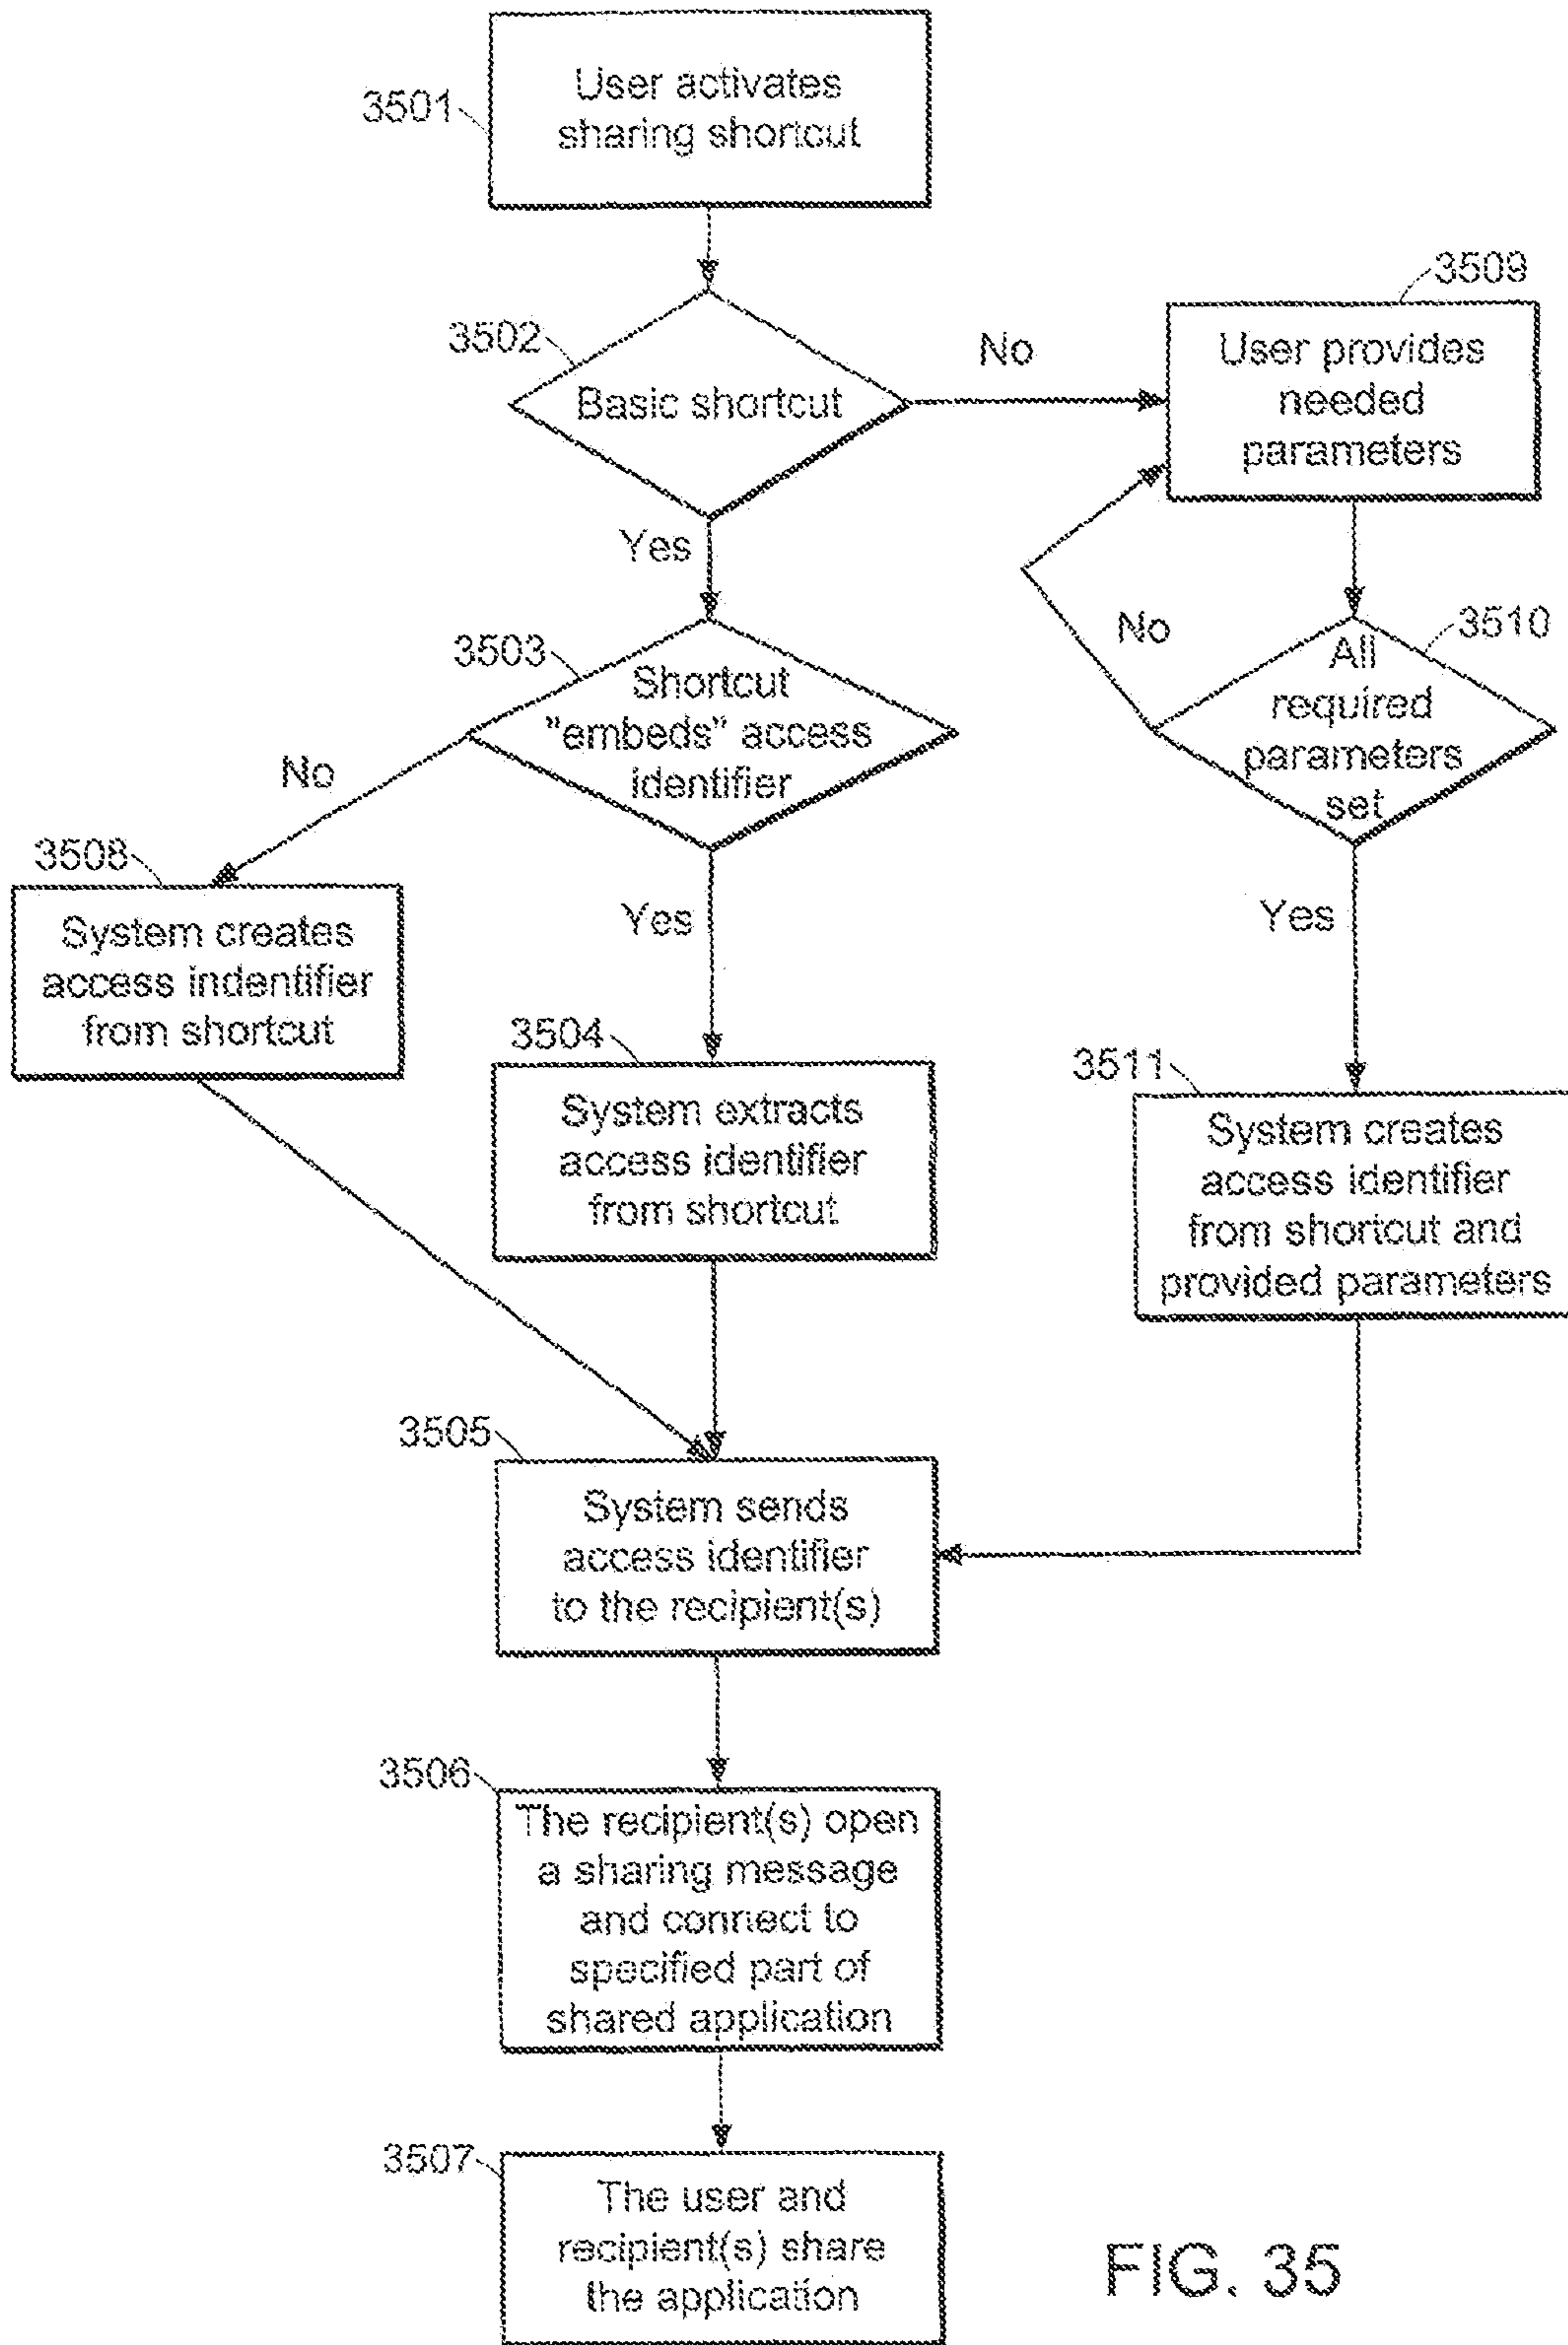 3501
User activates
sharing shortcut
3502
Basic shortcut
No
3509
User provides
needed
parameters
Yes
3503
Shortcut
"embeds" access
identifier
No
3510
All
required
parameters
set
No
3508
System creates
access indentifier
from shortcut
Yes
3504
System extracts
access identifier
from shortcut
Yes
3511
System creates
access identifier
from shortcut and
provided parameters
3505
System sends
access identifier
to the recipient(s)
3506
The recipient(s) open
a sharing message
and connect to
specified part of
shared application
3507
The user and
recipient(s) share
the application
FIG. 35